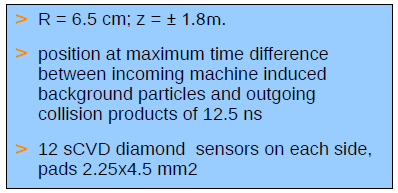 > R = 6.5 cm; z = ± 1.8m.
> position at maximum time difference
between incoming machine induced
background particles and outgoing
collision products of 12.5 ns
> 12 sCVD diamond sensors on each side,
pads 2.25x4.5 mm2